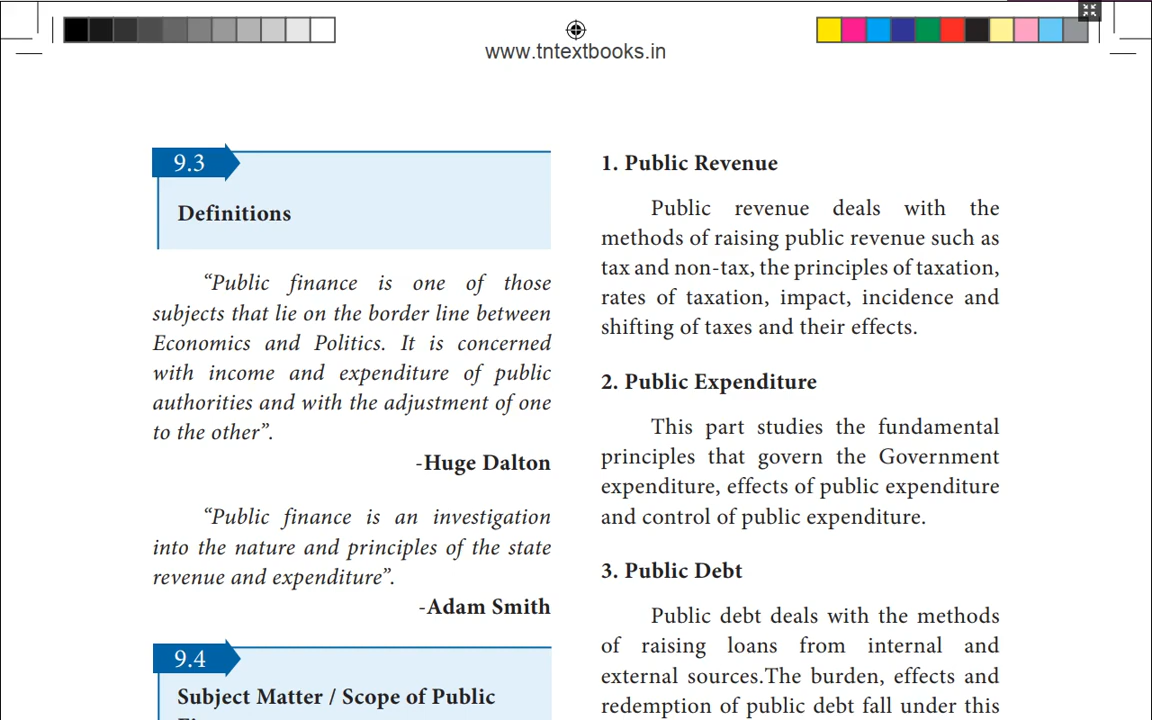 www.tntextbooks.in
9.3
Definitions
“Public finance is one of those
subjects that lie on the border line between
Economics and Politics. It is concerned
with income and expenditure of public
authorities and with the adjustment of one
to the other”.
-Huge Dalton
“Public finance is an investigation
into the nature and principles of the state
revenue and expenditure”.
-Adam Smith
9.4
Subject Matter / Scope of Public
1. Public Revenue
Public revenue deals with the
methods of raising public revenue such as
tax and non-tax, the principles of taxation,
rates of taxation, impact, incidence and
shifting of taxes and their effects.
2. Public Expenditure
This part studies the fundamental
principles that govern the Government
expenditure, effects of public expenditure
and control of public expenditure.
3. Public Debt
Public debt deals with the methods
of raising loans from internal and
external sources.The burden, effects and
redemption of public debt fall under this